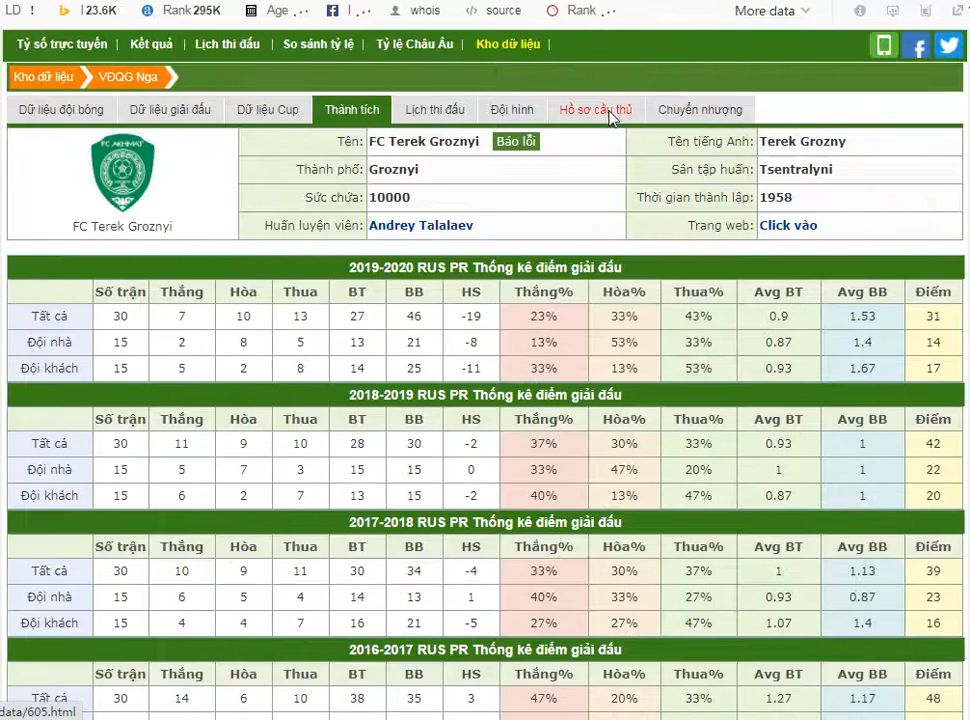 LD ! 23.6K Rank 295K Age ... I ... whois source Rank ... More data
Tỷ số trực tuyến | Kết quả | Lịch thi đấu | So sánh tỷ lệ | Tỷ lệ Châu Âu | Kho dữ liệu |
Kho dữ liệu VĐQG Nga
Dữ liệu đội bóng Dữ liệu giải đấu Dữ liệu Cup Thành tích Lịch thi đấu Đội hình Hồ sơ cầu thủ Chuyển nhượng
FC AKHMAT
Tên: FC Terek Groznyi Báo lỗi Tên tiếng Anh: Terek Grozny
Thành phố: Groznyi Sân tập huấn: Tsentralyni
Sức chứa: 10000 Thời gian thành lập: 1958
FC Terek Groznyi Huấn luyện viên: Andrey Talalaev Trang web: Click vào
2019-2020 RUS PR Thống kê điểm giải đấu
Số trận Thắng Hòa Thua BT BB HS Thắng% Hòa% Thua% Avg BT Avg BB Điểm
Tất cả 30 7 10 13 27 46 -19 23% 33% 43% 0.9 1.53 31
Đội nhà 15 2 8 5 13 21 -8 13% 53% 33% 0.87 1.4 14
Đội khách 15 5 2 8 14 25 -11 33% 13% 53% 0.93 1.67 17
2018-2019 RUS PR Thống kê điểm giải đấu
Số trận Thắng Hòa Thua BT BB HS Thắng% Hòa% Thua% Avg BT Avg BB Điểm
Tất cả 30 11 9 10 28 30 -2 37% 30% 33% 0.93 1 42
Đội nhà 15 5 7 3 15 15 0 33% 47% 20% 1 1 22
Đội khách 15 6 2 7 13 15 -2 40% 13% 47% 0.87 1 20
2017-2018 RUS PR Thống kê điểm giải đấu
Số trận Thắng Hòa Thua BT BB HS Thắng% Hòa% Thua% Avg BT Avg BB Điểm
Tất cả 30 10 9 11 30 34 -4 33% 30% 37% 1 1.13 39
Đội nhà 15 6 5 4 14 13 1 40% 33% 27% 0.93 0.87 23
Đội khách 15 4 4 7 16 21 -5 27% 27% 47% 1.07 1.4 16
2016-2017 RUS PR Thống kê điểm giải đấu
Số trận Thắng Hòa Thua BT BB HS Thắng% Hòa% Thua% Avg BT Avg BB Điểm
Tất cả 30 14 6 10 38 35 3 47% 20% 33% 1.27 1.17 48
data/605.html